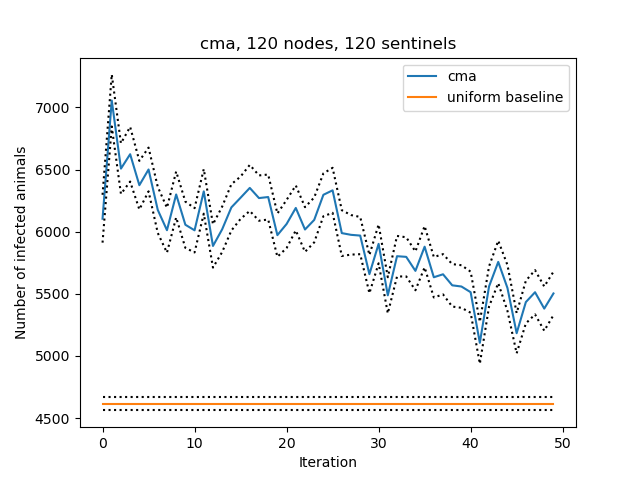 cma, 120 nodes, 120 sentinels
cma
uniform baseline
Number of infected animals
7000
6500
6000
5500
5000
4500
0 10 20 30 40 50
Iteration